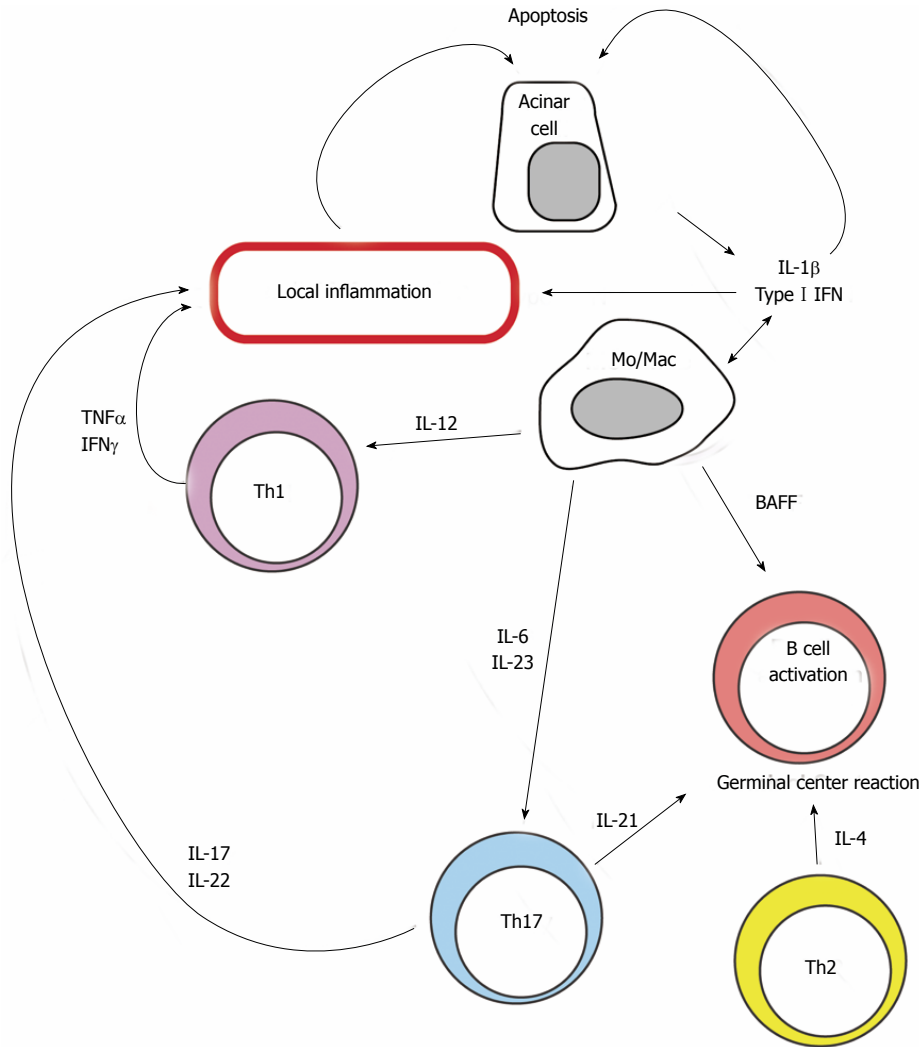 Apoptosis
Acinar
cell
IL-1β
Type I IFN
Local inflammation
Mo/Mac
TNFα
IFNγ
IL-12
Th1
BAFF
IL-6
IL-23
B cell
activation
Germinal center reaction
IL-21
IL-4
IL-17
IL-22
Th17
Th2